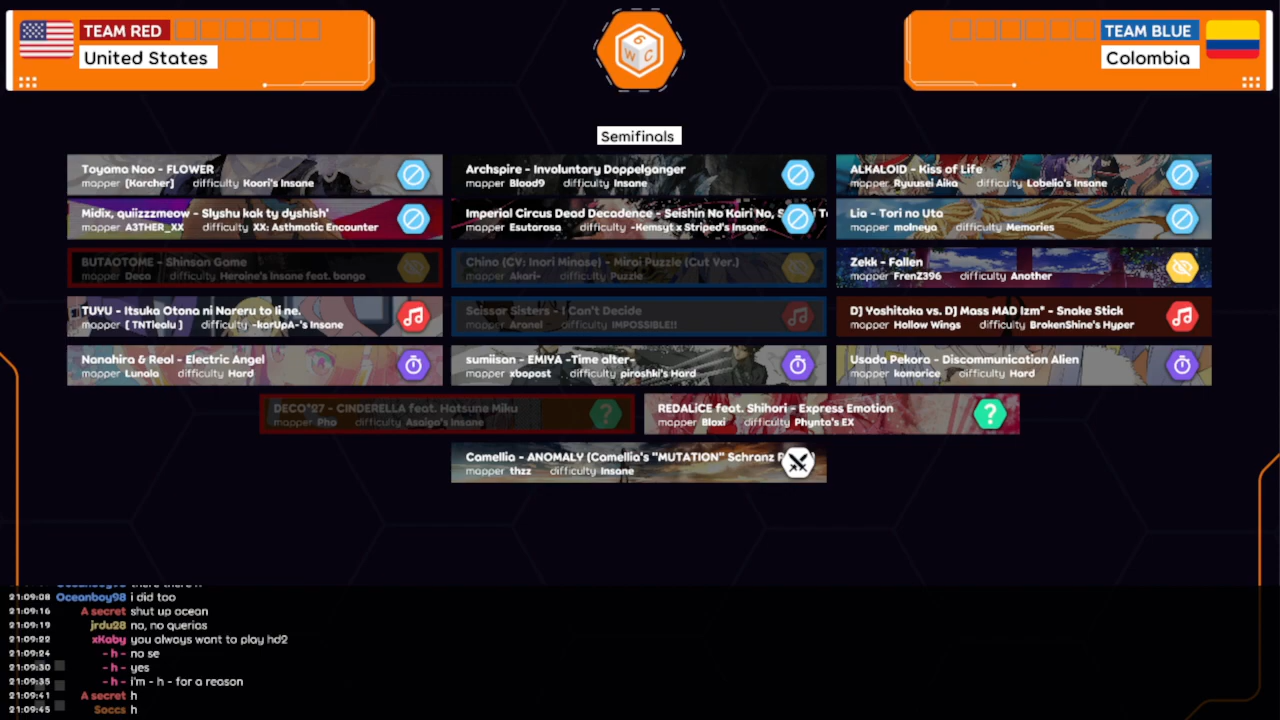 TEAM RED
United States
W C
TEAM BLUE
Colombia
Semifinals
Toyama Nao - FLOWER
mapper [Karcher] difficulty Koori's Insane
Archspire - Involuntary Doppelganger
mapper Blood9 difficulty Insane
ALKALOID - Kiss of Life
mapper Ryuusei Aika difficulty Lobelia's Insane
Midix, quiizzzmeow - Slyshu kak ty dyshish'
mapper A3THER_XX difficulty XX: Asthmatic Encounter
Imperial Circus Dead Decadence - Seishin No Kairi No,
mapper Esutarosa difficulty -Kemsyt x Striped's Insane.
Lia - Tori no Uta
mapper molneya difficulty Memories
BUTAOTOME - Shinsan Game
mapper Deca difficulty Heroine's Insane feat. bongo
Chino (CV: Inori Minase) - Mirai Puzzle (Cut Ver.)
mapper Akari- difficulty Puzzle
Zekk - Fallen
mapper FrenZ396 difficulty Another
TUYU - Itsuka Otona ni Nareru to Ii ne.
mapper [ TNTlealu ] difficulty -karUpA-'s Insane
Scissor Sisters - I Can't Decide
mapper Aranel difficulty IMPOSSIBLE!!
DJ Yoshitaka vs. DJ Mass MAD Izm* - Snake Stick
mapper Hollow Wings difficulty BrokenShine's Hyper
Nanahira & Real - Electric Angel
mapper Lunala difficulty Hard
sumiisan - EMIYA -Time alter-
mapper xbopost difficulty piroshki's Hard
Usada Pekora - Discommunication Alien
mapper komorice difficulty Hard
DECO*27 - CINDERELLA feat. Hatsune Miku
mapper Pho difficulty Asaiga's Insane
?
REDALiCE feat. Shihori - Express Emotion
mapper Bloxi difficulty Phynta's EX
?
Camellia - ANOMALY (Camellia's "MUTATION" Schranz
mapper thzz difficulty Insane
21:09:08 Oceanboy98 i did too
21:09:16 A secret shut up ocean
21:09:19 jrdu28 no, no querias
21:09:22 xKaby you always want to play hd2
21:09:24 - h - no se
21:09:30 - h - yes
21:09:35 - h - i'm - h - for a reason
21:09:41 A secret h
21:09:45 Soccs h